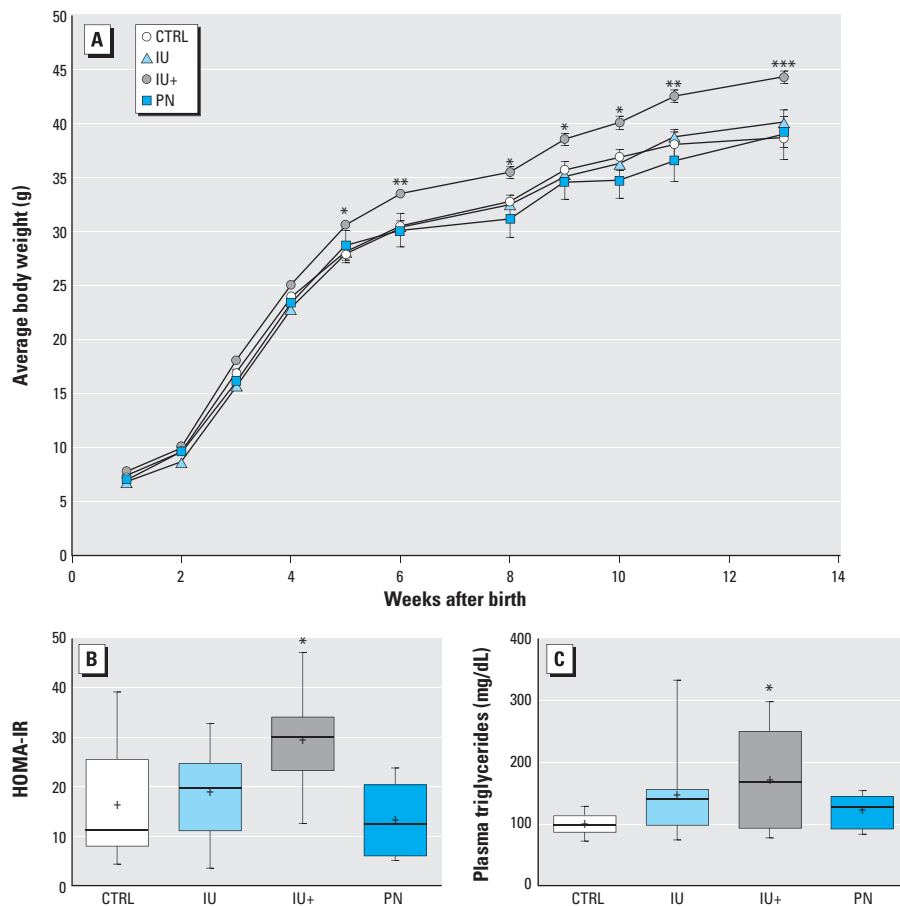 A
CTRL
IU
IU+
PN
Average body weight (g)
50
45
40
35
30
25
20
15
10
5
0
*
**
*
*
*
**
***
0 2 4 6 8 10 12 14
Weeks after birth
B
HOMA-IR
50
40
30
20
10
0
*
CTRL IU IU+ PN
C
Plasma triglycerides (mg/dL)
400
300
200
150
100
0
*
CTRL IU IU+ PN